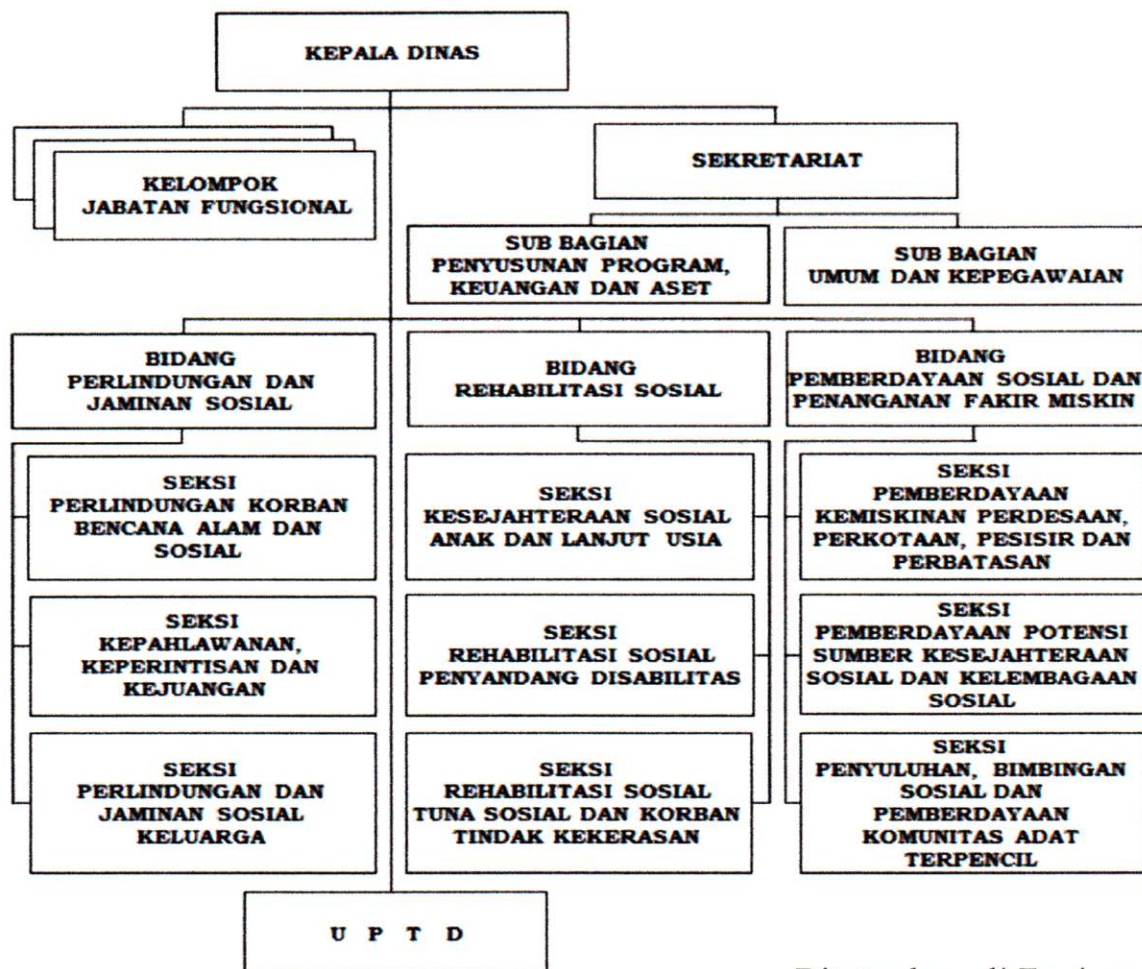 KEPALA DINAS
KELOMPOK
JABATAN FUNGSIONAL
SEKRETARIAT
SUB BAGIAN
PENYUSUNAN PROGRAM,
KEUANGAN DAN ASET
SUB BAGIAN
UMUM DAN KEPEGAWAIAN
BIDANG
PERLINDUNGAN DAN
JAMINAN SOSIAL
BIDANG
REHABILITASI SOSIAL
BIDANG
PEMBERDAYAAN SOSIAL DAN
PENANGANAN FAKIR MISKIN
SEKSI
PERLINDUNGAN KORBAN
BENCANA ALAM DAN
SOSIAL
SEKSI
KESEJAHTERAAN SOSIAL
ANAK DAN LANJUT USIA
SEKSI
PEMBERDAYAAN
KEMISKINAN PERDESAAN,
PERKOTAAN, PESISIR DAN
PERBATASAN
SEKSI
KEPAHLAWANAN,
KEPERINTISAN DAN
KEJUANGAN
SEKSI
REHABILITASI SOSIAL
PENYANDANG DISABILITAS
SEKSI
PEMBERDAYAAN POTENSI
SUMBER KESEJAHTERAAN
SOSIAL DAN KELEMBAGAAN
SOSIAL
SEKSI
PERLINDUNGAN DAN
JAMINAN SOSIAL
KELUARGA
SEKSI
REHABILITASI SOSIAL
TUNA SOSIAL DAN KORBAN
TINDAK KEKERASAN
SEKSI
PENYULUHAN, BIMBINGAN
SOSIAL DAN
PEMBERDAYAAN
KOMUNITAS ADAT
TERPENCIL
U P T D